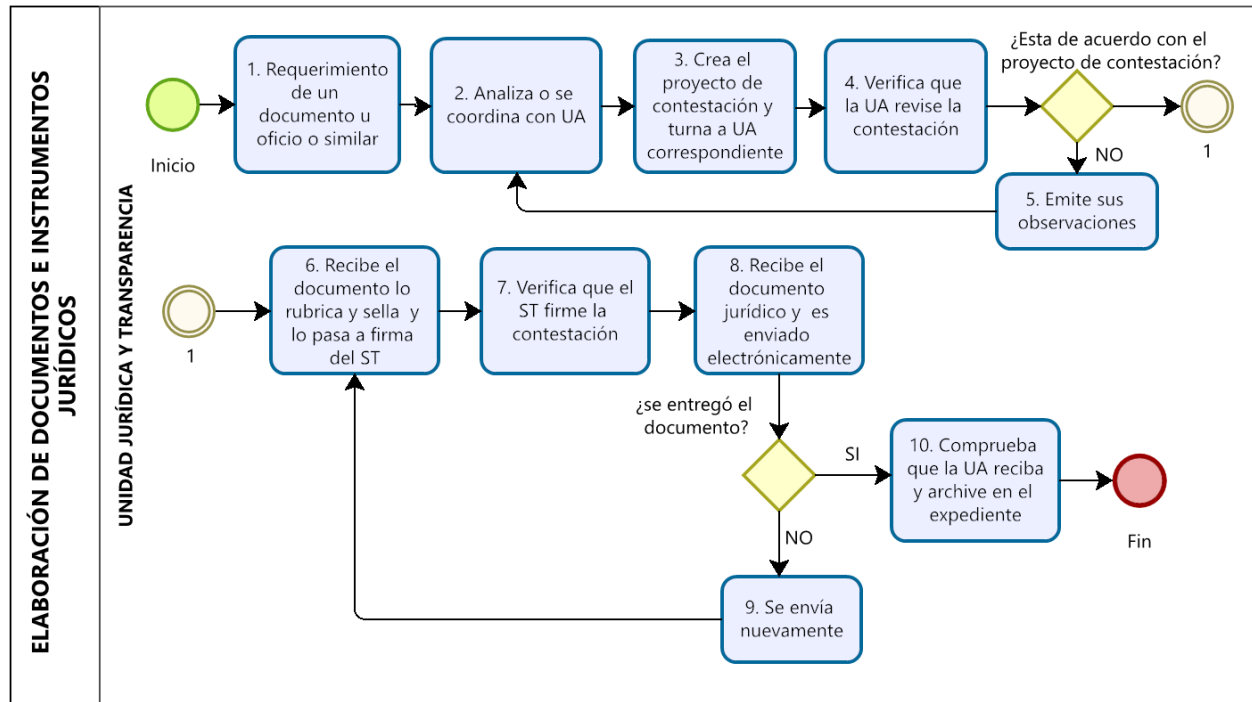 ELABORACIÓN DE DOCUMENTOS E INSTRUMENTOS
JURÍDICOS
UNIDAD JURÍDICA Y TRANSPARENCIA
Inicio
1. Requerimiento
de un
documento u
oficio o similar
2. Analiza o se
coordina con UA
3. Crea el
proyecto de
contestación y
turna a UA
correspondiente
4. Verifica que
la UA revise la
contestación
¿Esta de acuerdo con el
proyecto de contestación?
1
NO
5. Emite sus
observaciones
1
6. Recibe el
documento lo
rubrica y sella y
lo pasa a firma
del ST
7. Verifica que el
ST firme la
contestación
8. Recibe el
documento
jurídico y es
enviado
electrónicamente
¿se entregó el
documento?
SI
10. Comprueba
que la UA reciba
y archive en el
expediente
Fin
NO
9. Se envía
nuevamente